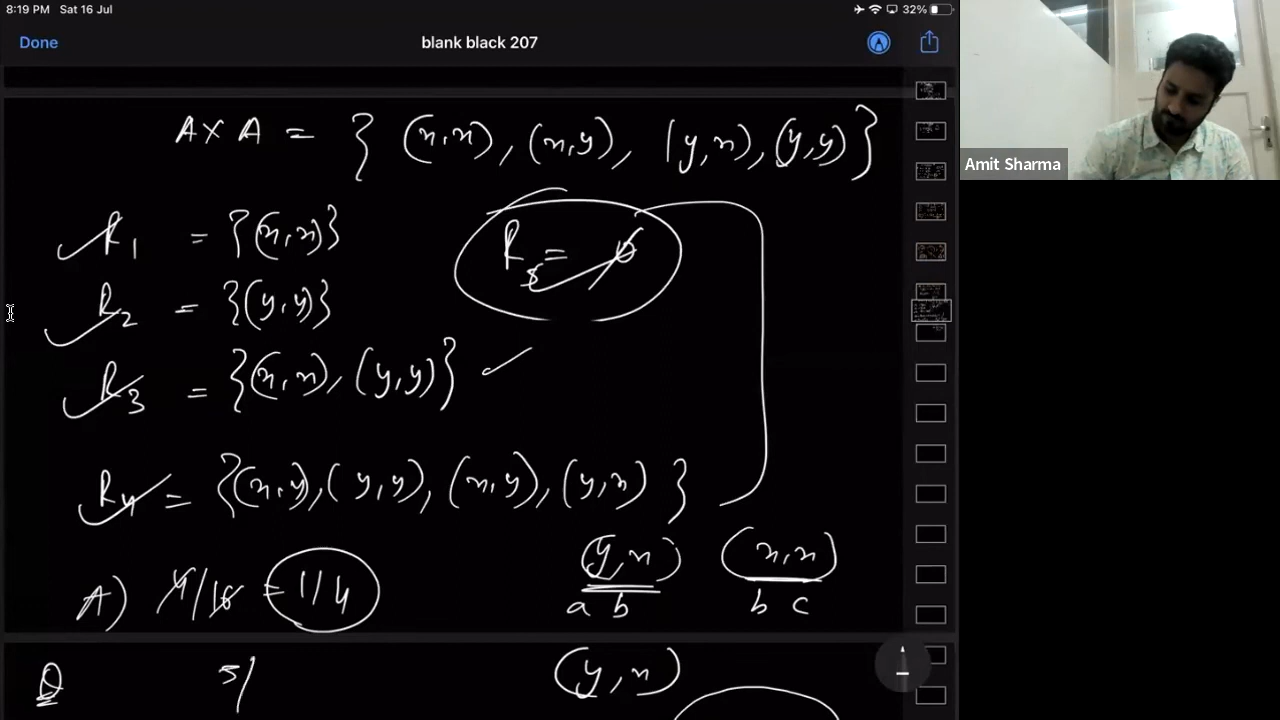 8:19 PM Sat 16 Jul
32%
Done
blank black 207
A X A = { (x,x), (x,y), (y,x), (y,y) }
R1 = {(x,x)}
R5 = ϕ
R2 = {(y,y)}
R3 = {(x,x), (y,y)}
R4 = {(x,y), (y,y), (x,y), (y,x) }
(y,x) (x,x)
a b b c
A) 4/16 = 1/4
Q 5/ (y,x)
Amit Sharma